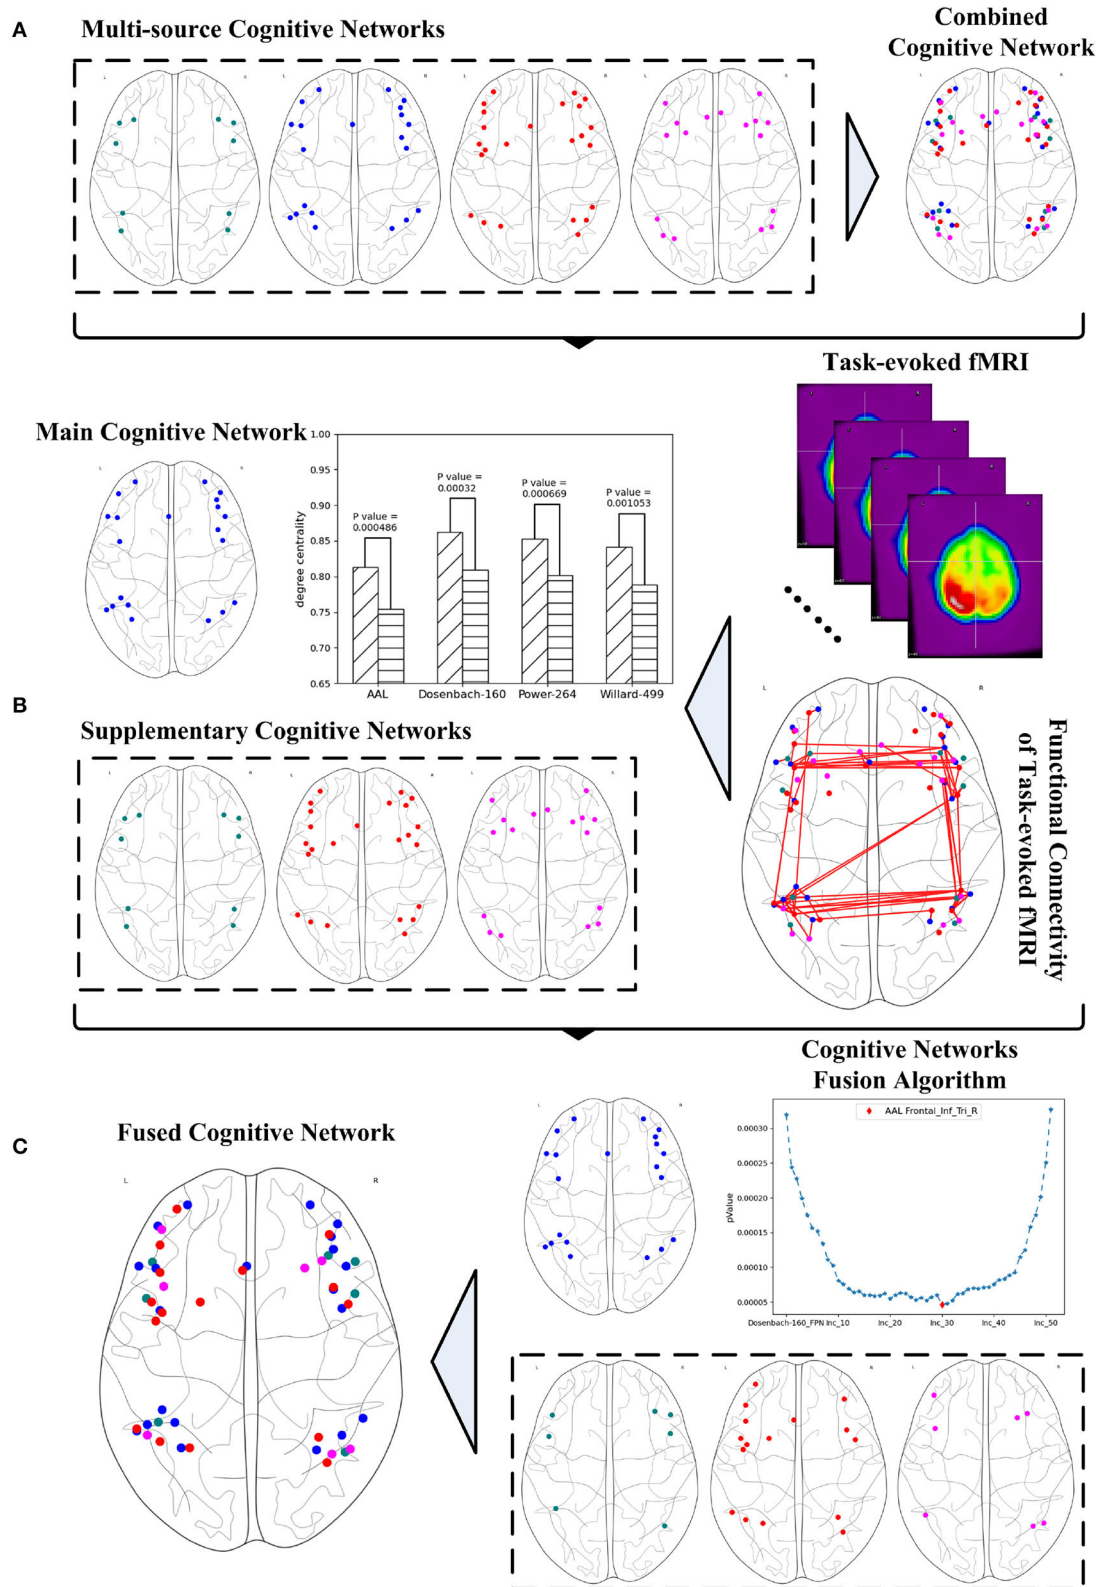 A
Multi-source Cognitive Networks
Combined
Cognitive Network
L R L R L R L R L R
Task-evoked fMRI
Main Cognitive Network
L R
1.00
0.95
0.90
0.85
0.80
0.75
0.70
0.65
degree centrality
P value =
0.000486
P value =
0.00032
P value =
0.000669
P value =
0.001053
AAL Dosenbach-160 Power-264 Willard-499
B
Supplementary Cognitive Networks
L R L R L R
L R
Functional Connectivity
of Task-evoked fMRI
Cognitive Networks
Fusion Algorithm
C
Fused Cognitive Network
L R
L R
AAL Frontal_Inf_Tri_R
0.00030
0.00025
0.00020
0.00015
0.00010
0.00005
pValue
Dosenbach-160_FPN Inc_10 Inc_20 Inc_30 Inc_40 Inc_50
L R L R L R